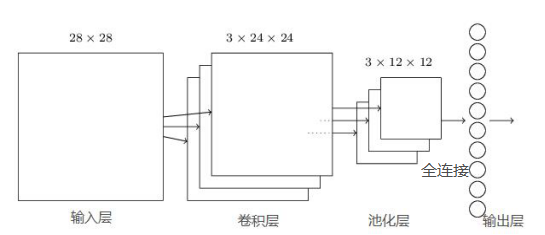 28 × 28
3 × 24 × 24
3 × 12 × 12
全连接
输入层
卷积层
池化层
输出层